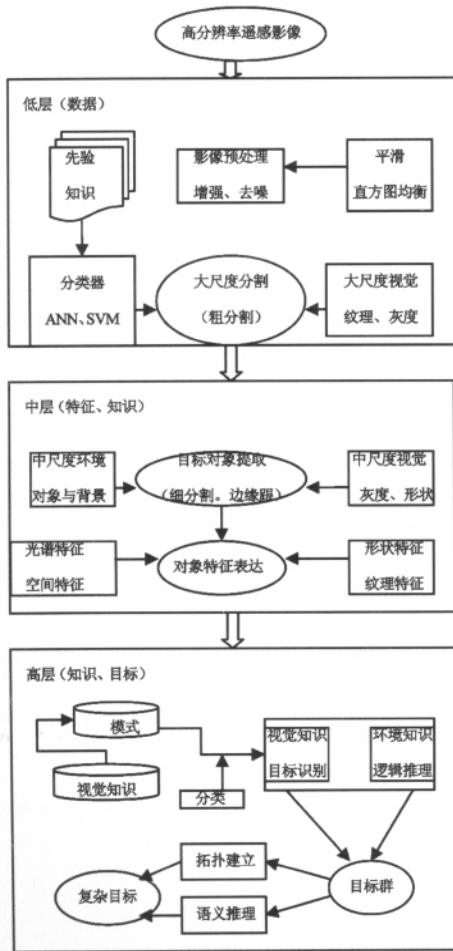 高分辨率遥感影像
低层（数据）
先验
知识
影像预处理
增强、去噪
平滑
直方图均衡
分类器
ANN、SVM
大尺度分割
（粗分割）
大尺度视觉
纹理、灰度
中层（特征、知识）
中尺度环境
对象与背景
目标对象提取
（细分割。边缘跟）
中尺度视觉
灰度、形状
光谱特征
空间特征
对象特征表达
形状特征
纹理特征
高层（知识、目标）
模式
视觉知识
分类
视觉知识
目标识别
环境知识
逻辑推理
拓扑建立
复杂目标
语义推理
目标群